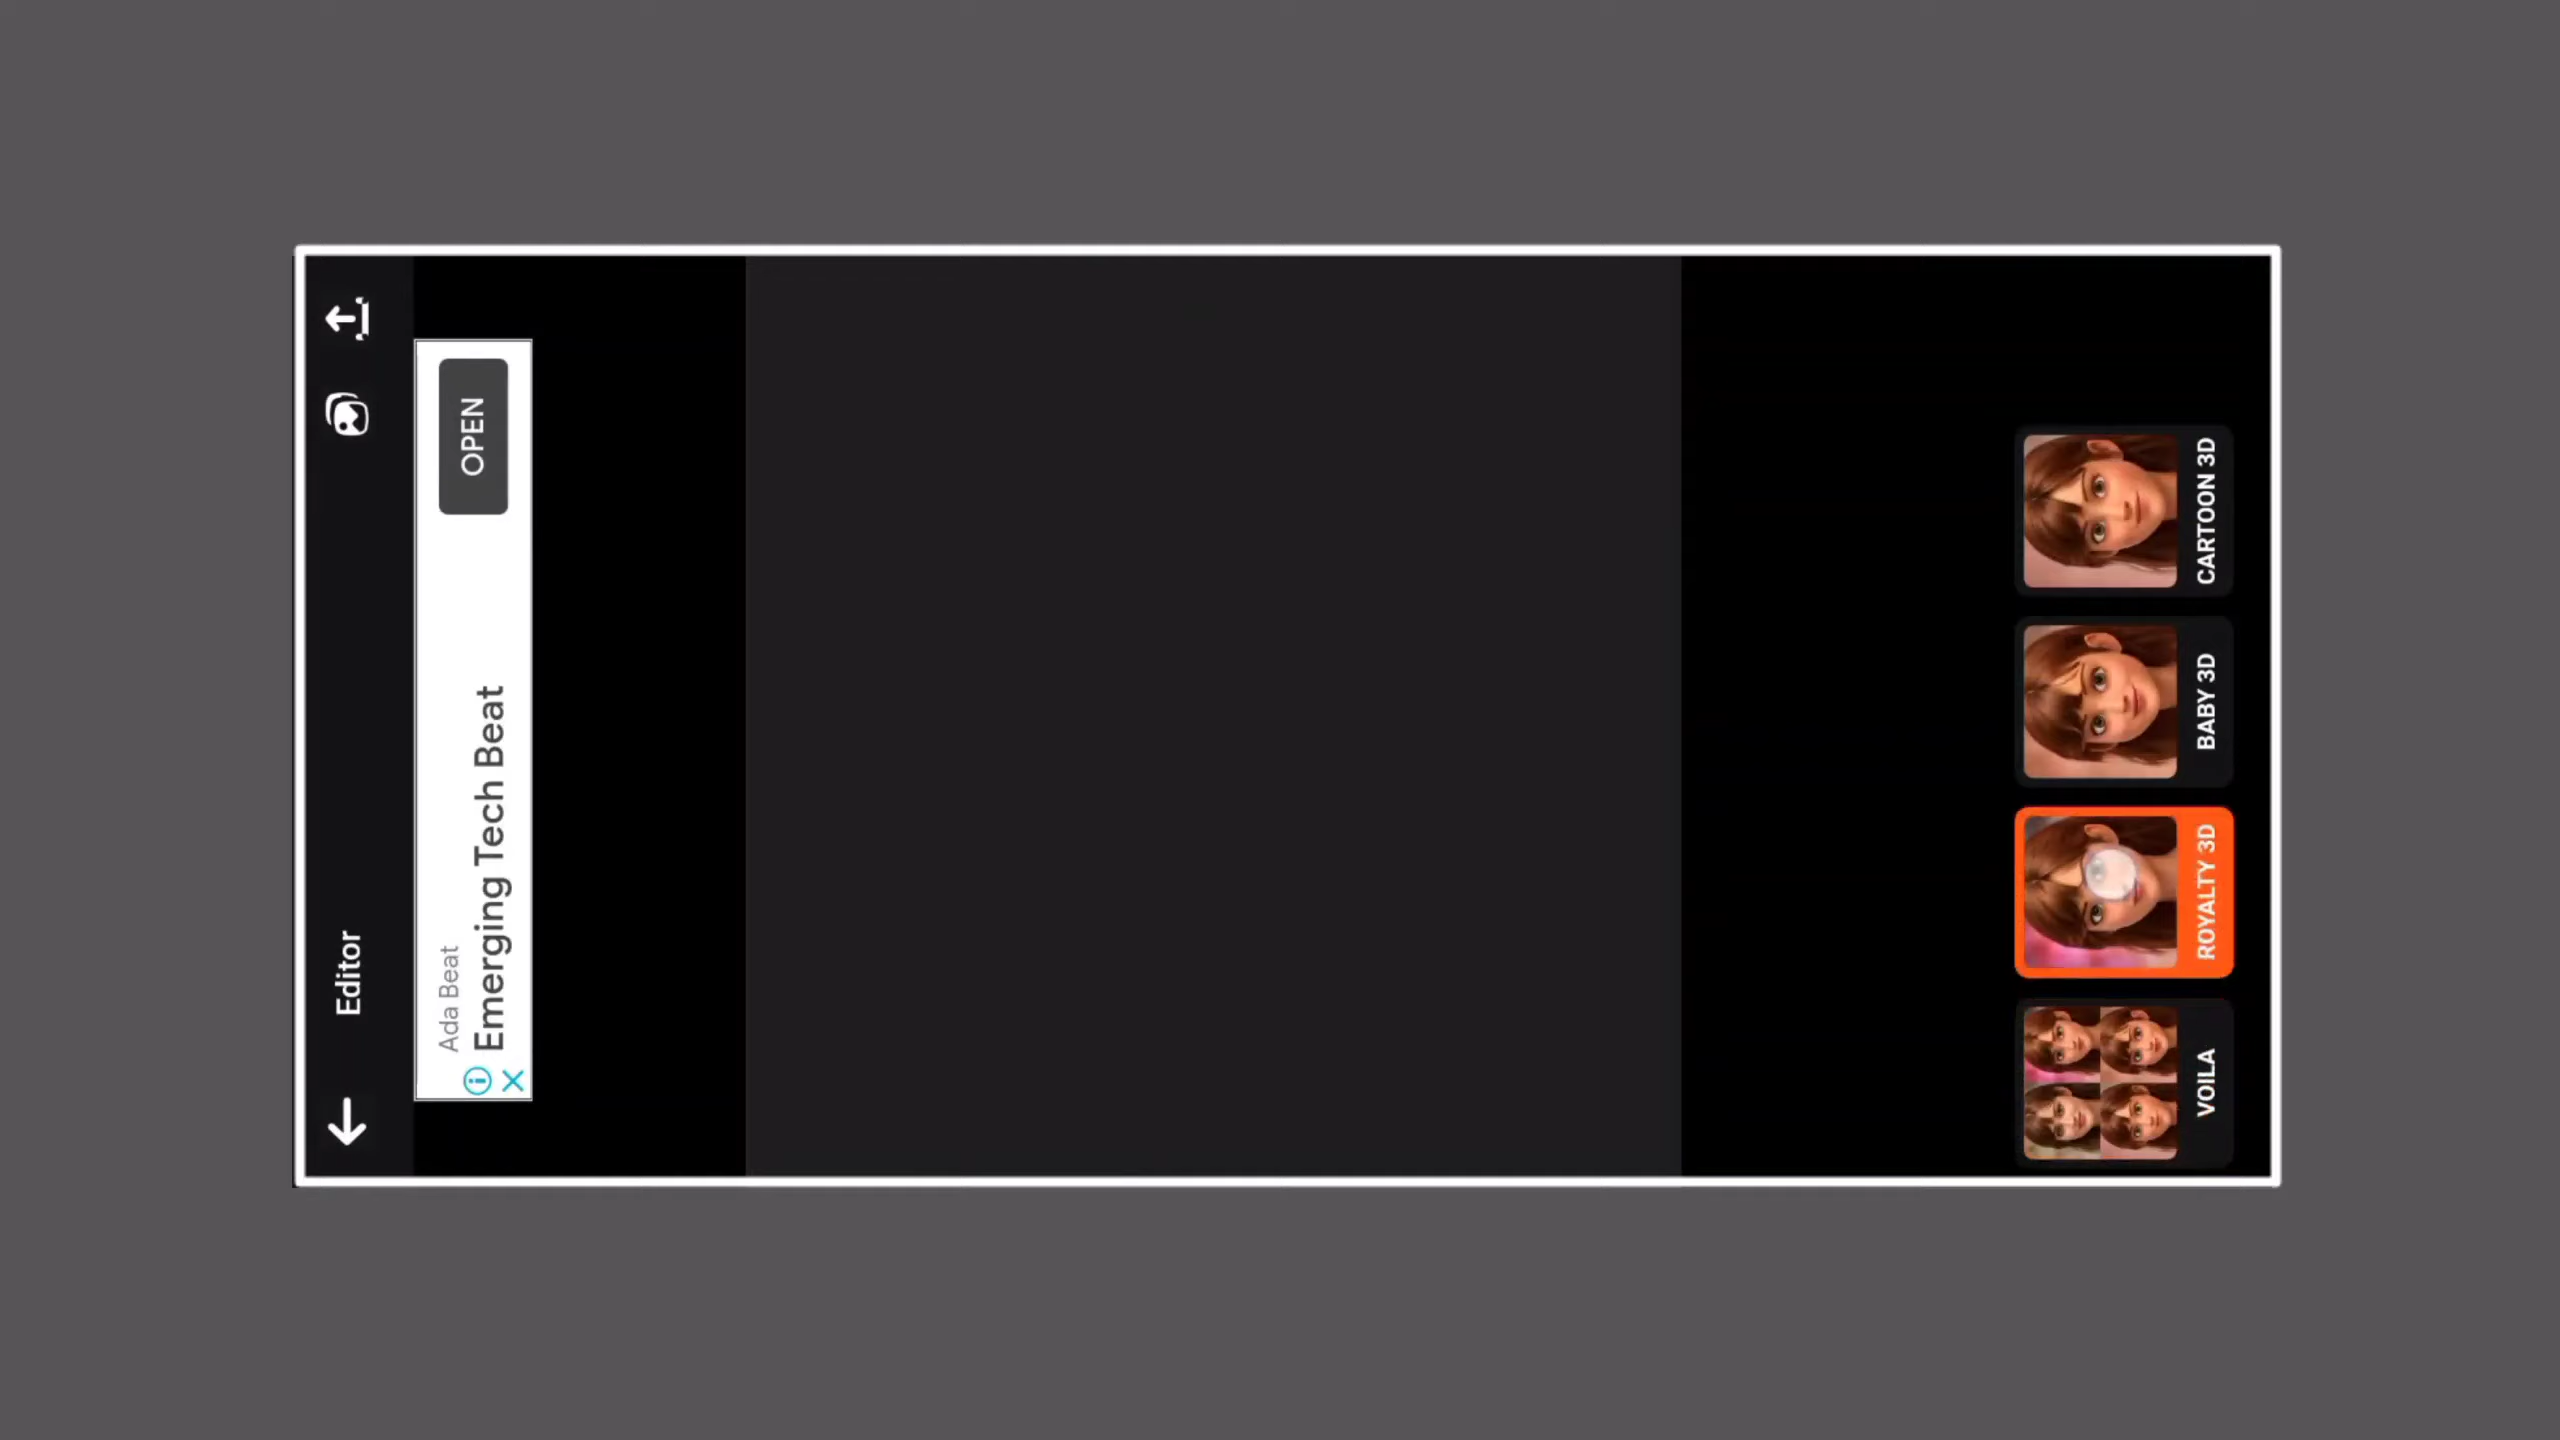 Editor
Ada Beat
Emerging Tech Beat
OPEN
VOILA
ROYALTY 3D
BABY 3D
CARTOON 3D